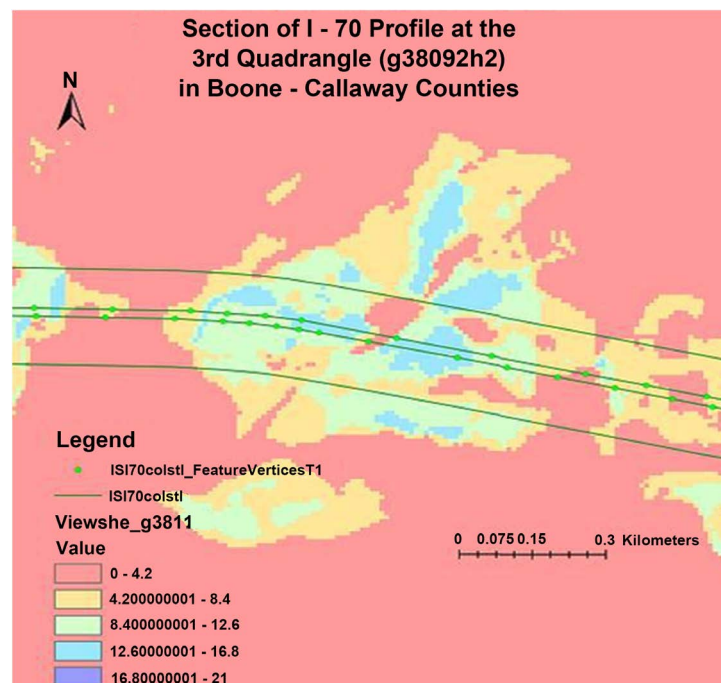 Section of I - 70 Profile at the
3rd Quadrangle (g38092h2)
in Boone - Callaway Counties
N
Legend
ISI70colstl_FeatureVerticesT1
ISI70colstl
Viewshe_g3811
Value
0 - 4.2
4.200000001 - 8.4
8.400000001 - 12.6
12.60000001 - 16.8
16.80000001 - 21
0 0.075 0.15 0.3 Kilometers